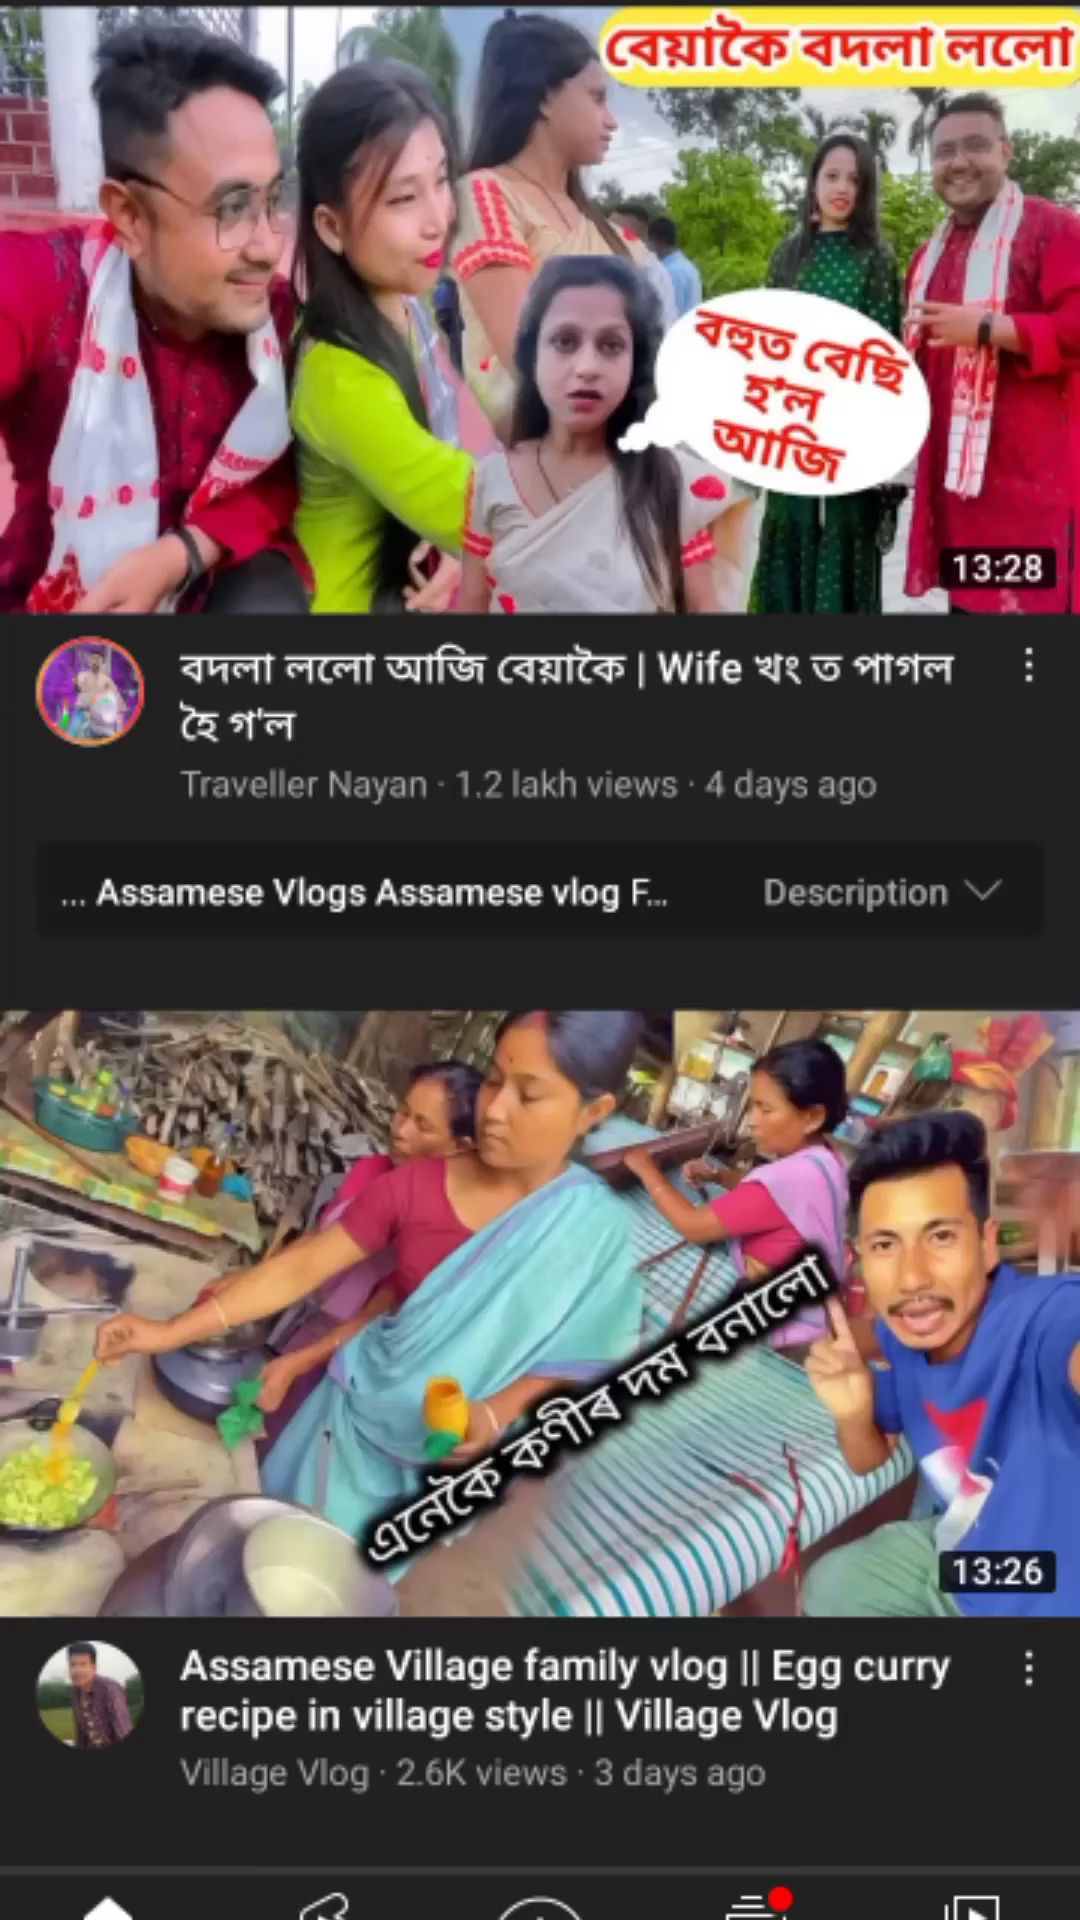 বেয়াকৈ বদলা ললো
বহুত বেছি
হ'ল
আজি
13:28
বদলা ললো আজি বেয়াকৈ | Wife খং ত পাগল
হৈ গ'ল
Traveller Nayan · 1.2 lakh views · 4 days ago
... Assamese Vlogs Assamese vlog F...
Description
এনেকৈ কণীৰ দম বনালো
13:26
Assamese Village family vlog || Egg curry
recipe in village style || Village Vlog
Village Vlog · 2.6K views · 3 days ago